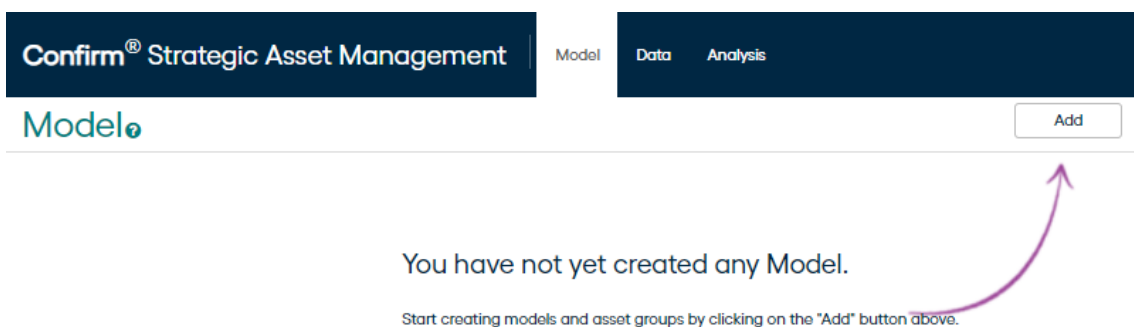 Confirm® Strategic Asset Management Model Data Analysis
Model ? Add
You have not yet created any Model.
Start creating models and asset groups by clicking on the "Add" button above.